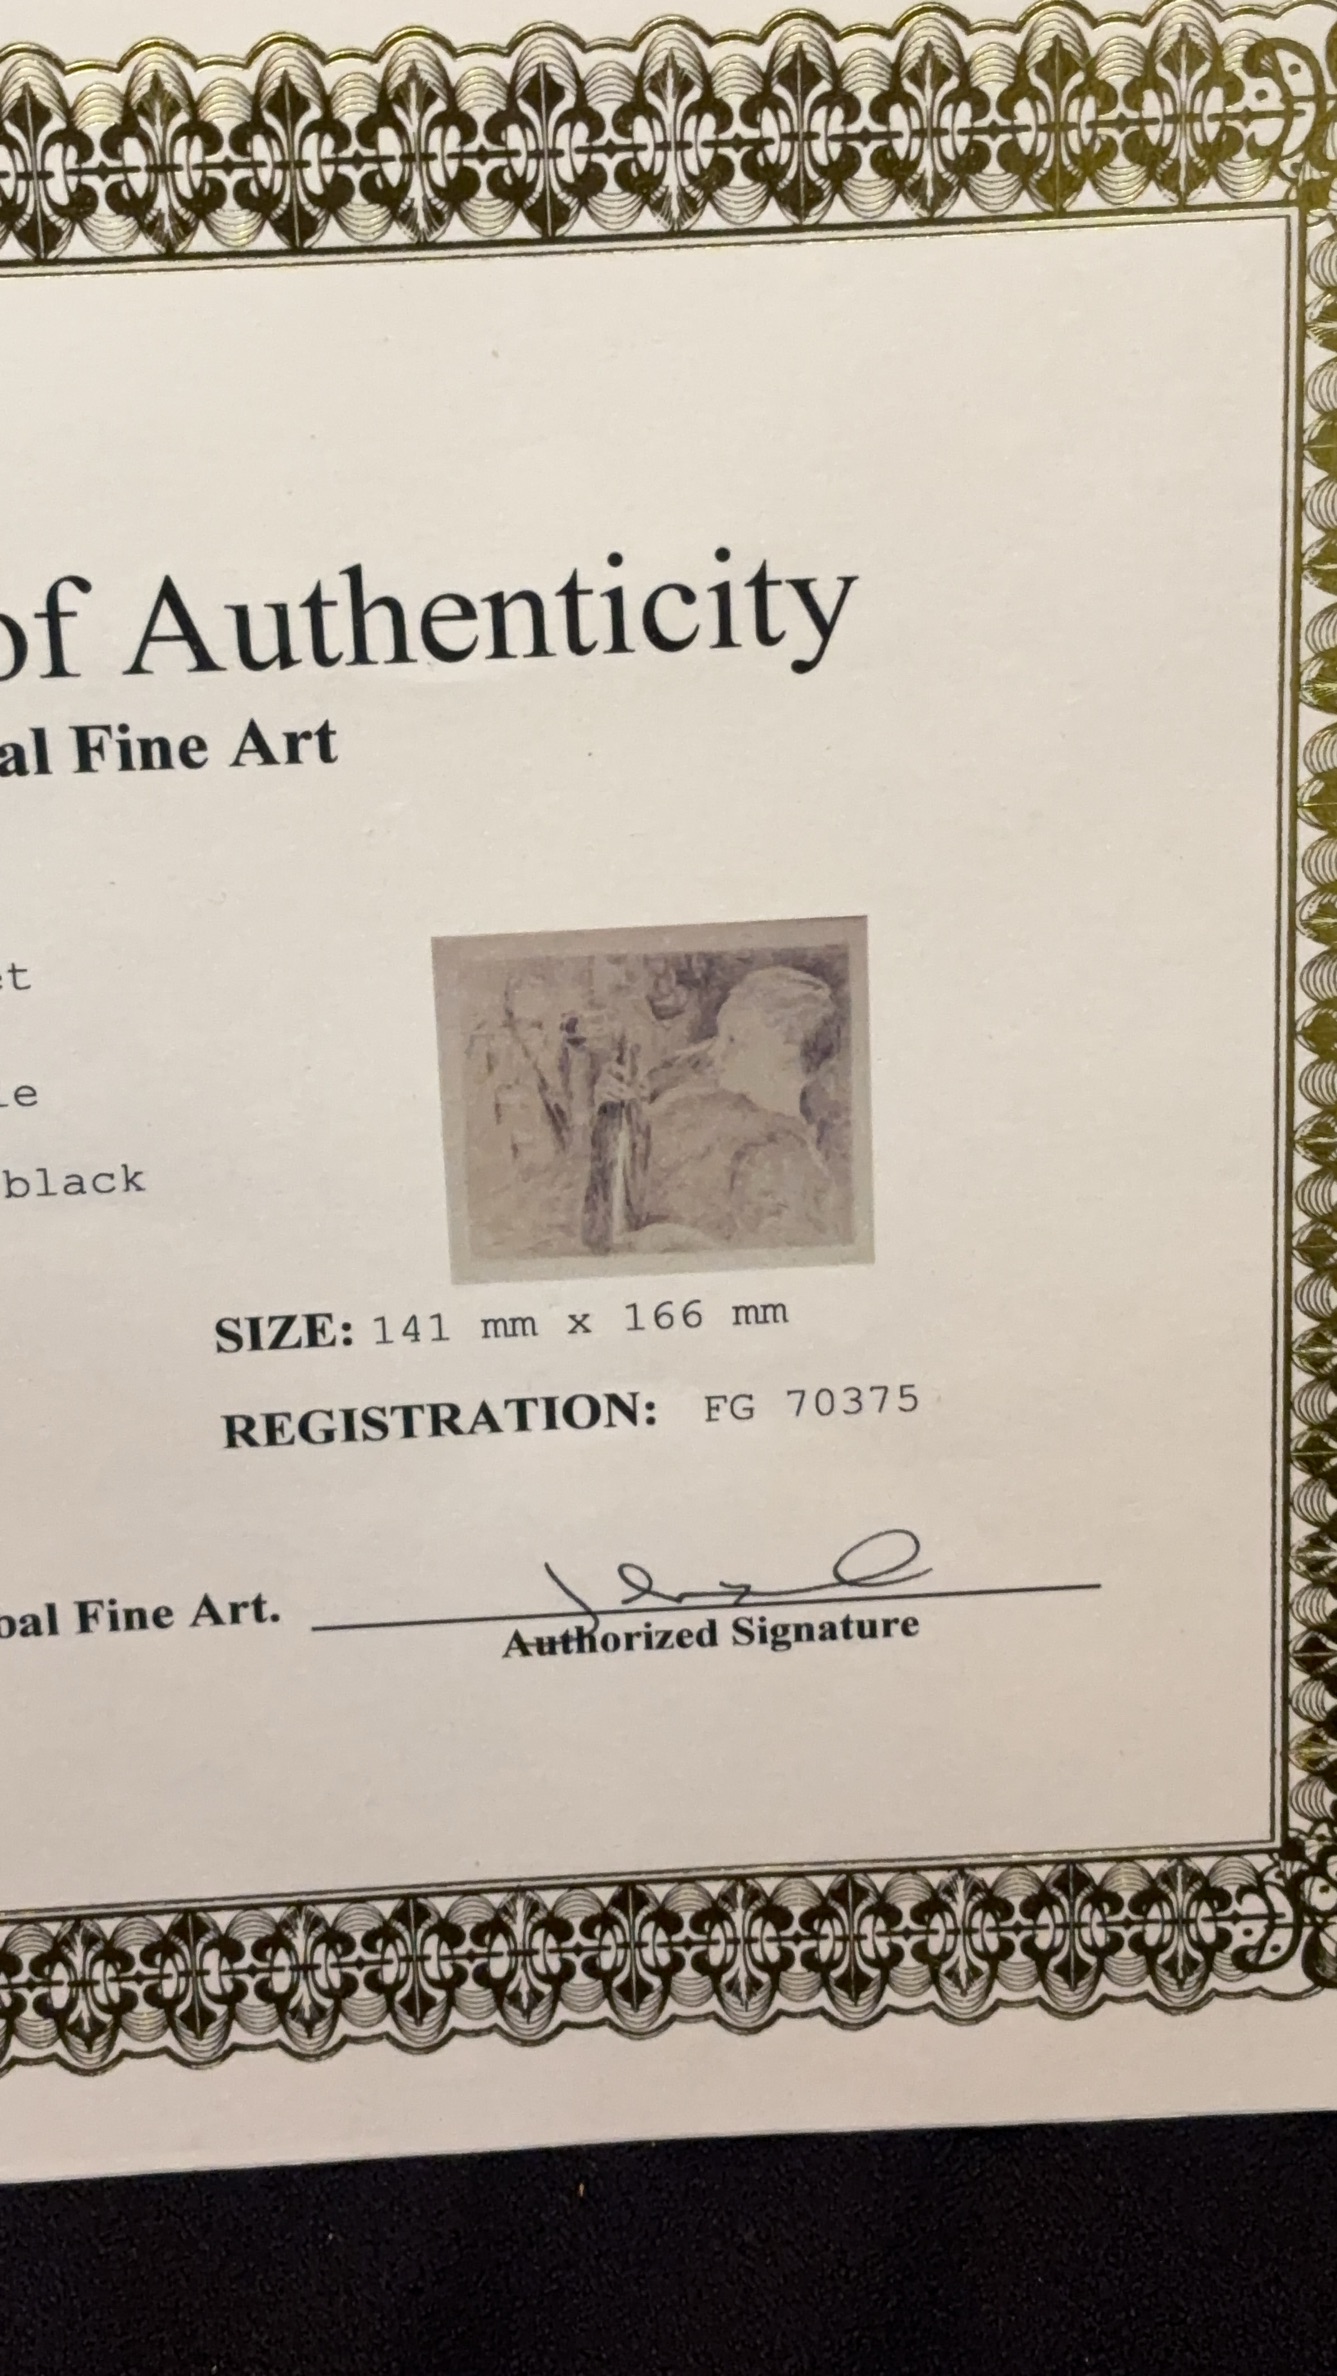 of Authenticity
al Fine Art
t
le
black
SIZE: 141 mm x 166 mm
REGISTRATION: FG 70375
bal Fine Art.
Authorized Signature